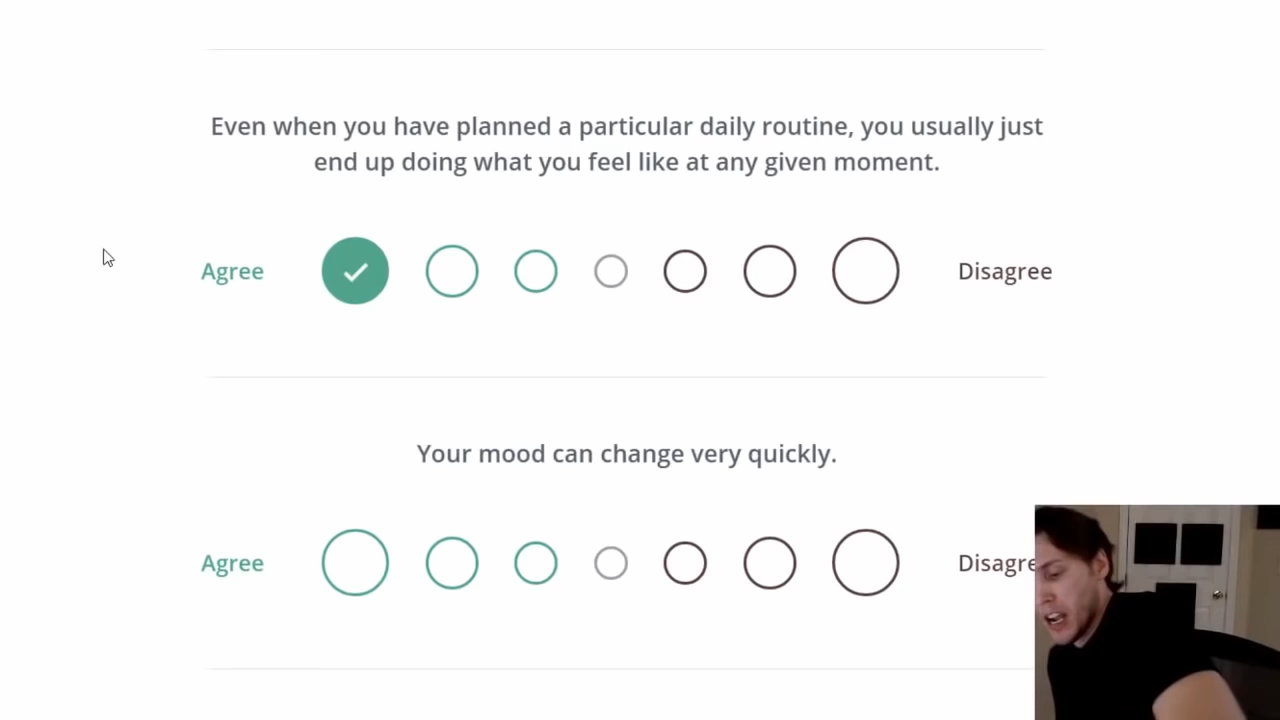 Even when you have planned a particular daily routine, you usually just
end up doing what you feel like at any given moment.
Agree
Disagree
Your mood can change very quickly.
Agree
Disagre